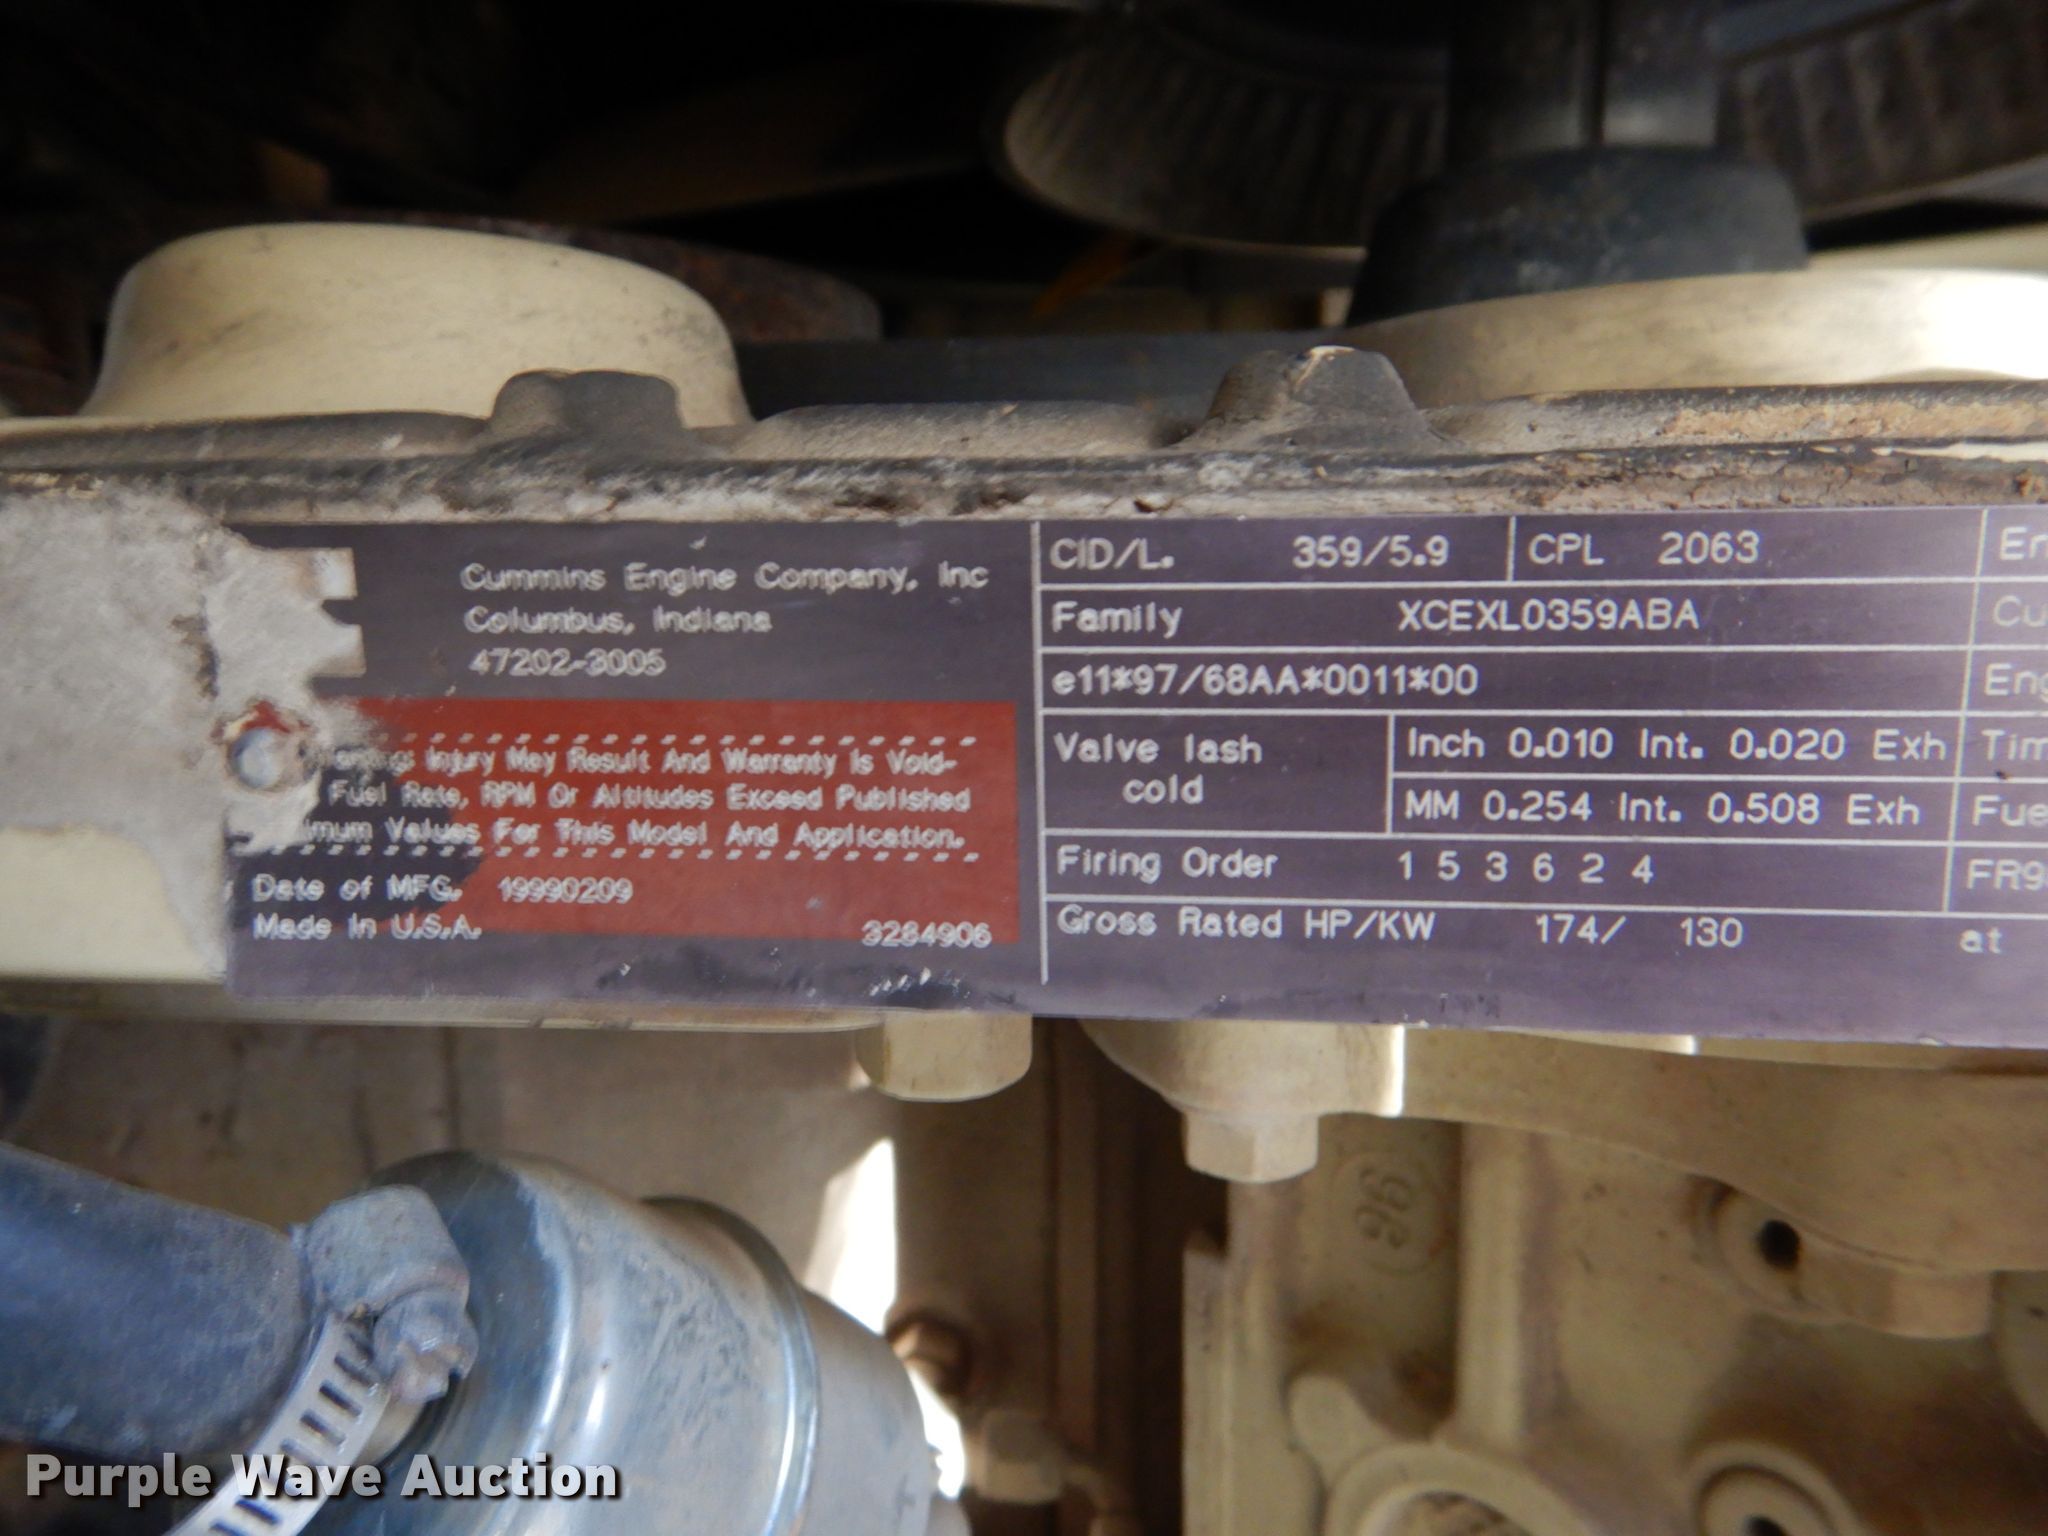 Cummins Engine Company, Inc
Columbus, Indiana
47202-3005
Injury May Result And Warranty Is Void-
Fuel Rate, RPM Or Altitudes Exceed Published
Values For This Model And Application.
Date of MFG. 19990209
Made In U.S.A.
3284906
CID/L. 359/5.9 CPL 2063
Family XCEXL0359ABA
e11*97/68AA*0011*00
Valve lash cold
Inch 0.010 Int. 0.020 Exh
MM 0.254 Int. 0.508 Exh
Firing Order 1 5 3 6 2 4
Gross Rated HP/KW 174/ 130 at
96
Purple Wave Auction